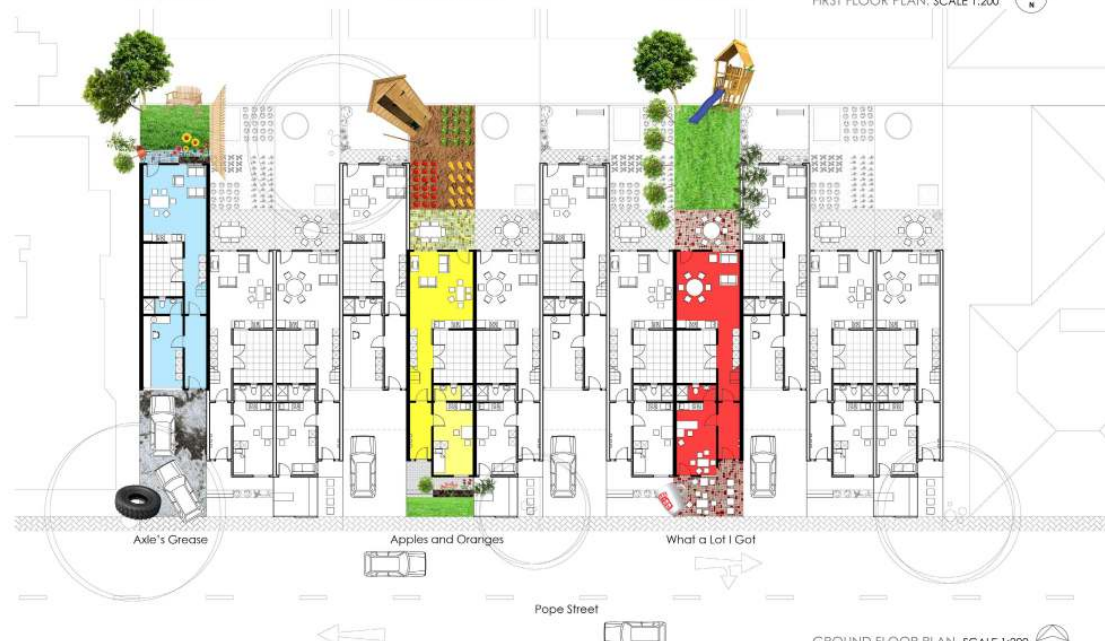 FIRST FLOOR PLAN. SCALE 1:200
N
Axle's Grease
Apples and Oranges
What a Lot I Got
Pope Street
GROUND FLOOR PLAN. SCALE 1:200